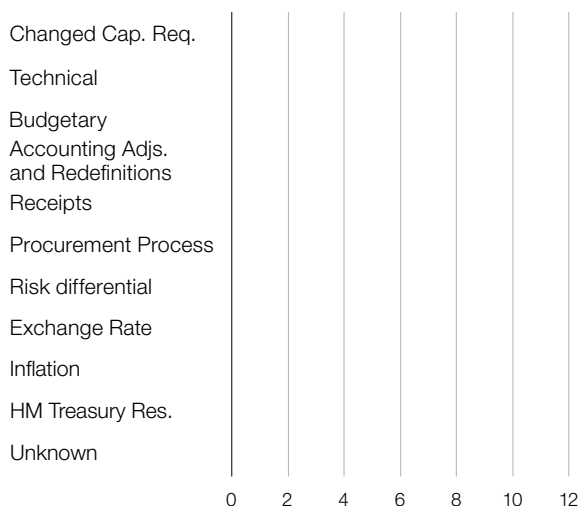 Changed Cap. Req.
Technical
Budgetary
Accounting Adjs.
and Redefinitions
Receipts
Procurement Process
Risk differential
Exchange Rate
Inflation
HM Treasury Res.
Unknown
0 2 4 6 8 10 12